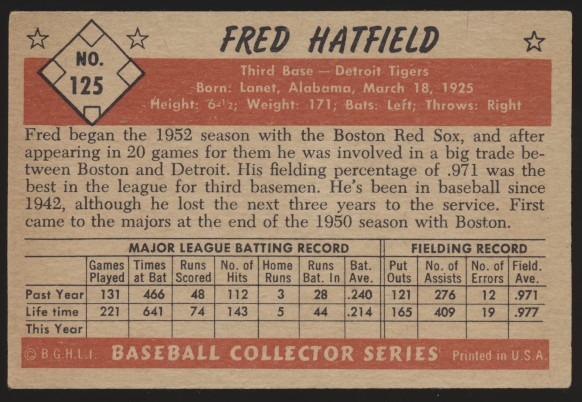 FRED HATFIELD
NO.
125
Third Base — Detroit Tigers
Born: Lanet, Alabama, March 18, 1925
Height: 6-½; Weight: 171; Bats: Left; Throws: Right
Fred began the 1952 season with the Boston Red Sox, and after
appearing in 20 games for them he was involved in a big trade be-
tween Boston and Detroit. His fielding percentage of .971 was the
best in the league for third basemen. He's been in baseball since
1942, although he lost the next three years to the service. First
came to the majors at the end of the 1950 season with Boston.
MAJOR LEAGUE BATTING RECORD FIELDING RECORD
Games Times Runs No. of Home Runs Bat. Put No. of No. of Field.
Played at Bat Scored Hits Runs Bat. In Ave. Outs Assists Errors Ave.
Past Year 131 466 48 112 3 28 .240 121 276 12 .971
Life time 221 641 74 143 5 44 .214 165 409 19 .977
This Year
© B.G.H.L.I. BASEBALL COLLECTOR SERIES Printed in U.S.A.